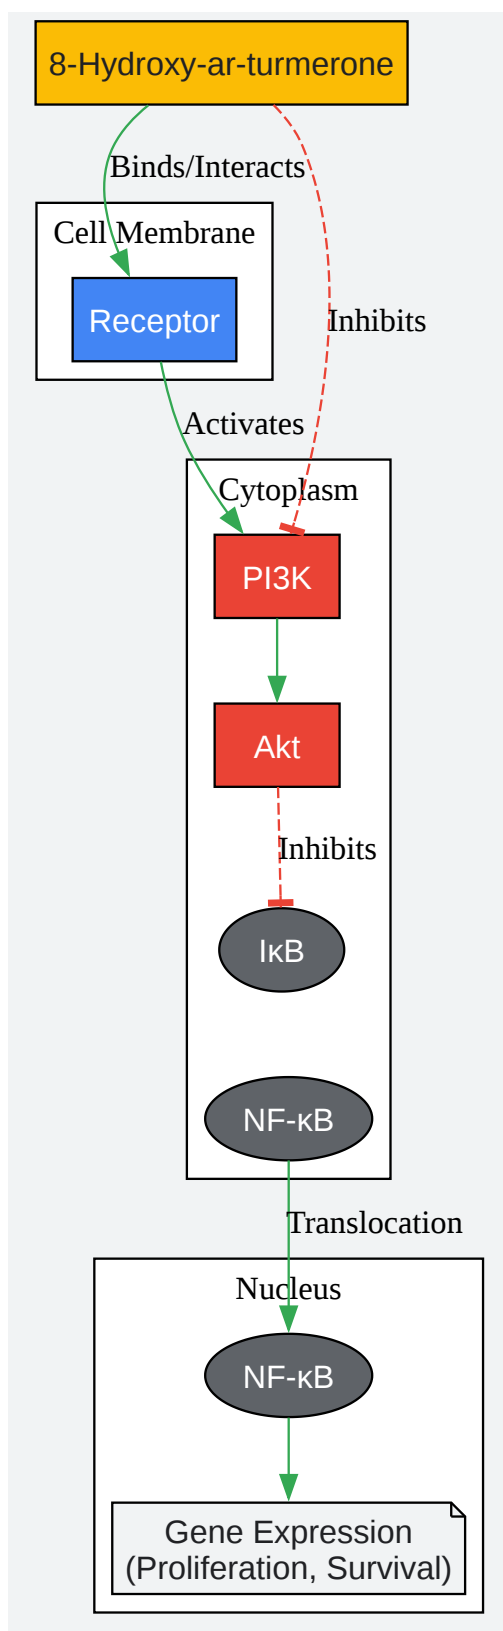 8-Hydroxy-ar-turmerone
Binds/Interacts
Cell Membrane
Receptor
Inhibits
Activates
Cytoplasm
PI3K
Akt
Inhibits
IκB
NF-κB
Translocation
Nucleus
NF-κB
Gene Expression
(Proliferation, Survival)